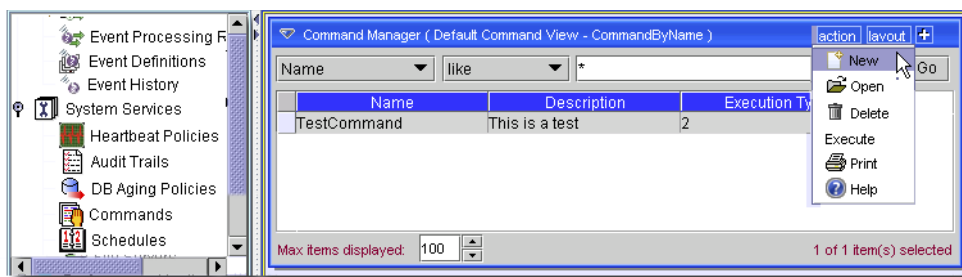 Event Processing R
Event Definitions
Event History
System Services
Heartbeat Policies
Audit Trails
DB Aging Policies
Commands
Schedules
Command Manager ( Default Command View - CommandByName )
action layout
Name like * Go
Name Description Execution Ty
TestCommand This is a test 2
New
Open
Delete
Execute
Print
Help
Max items displayed: 100
1 of 1 item(s) selected